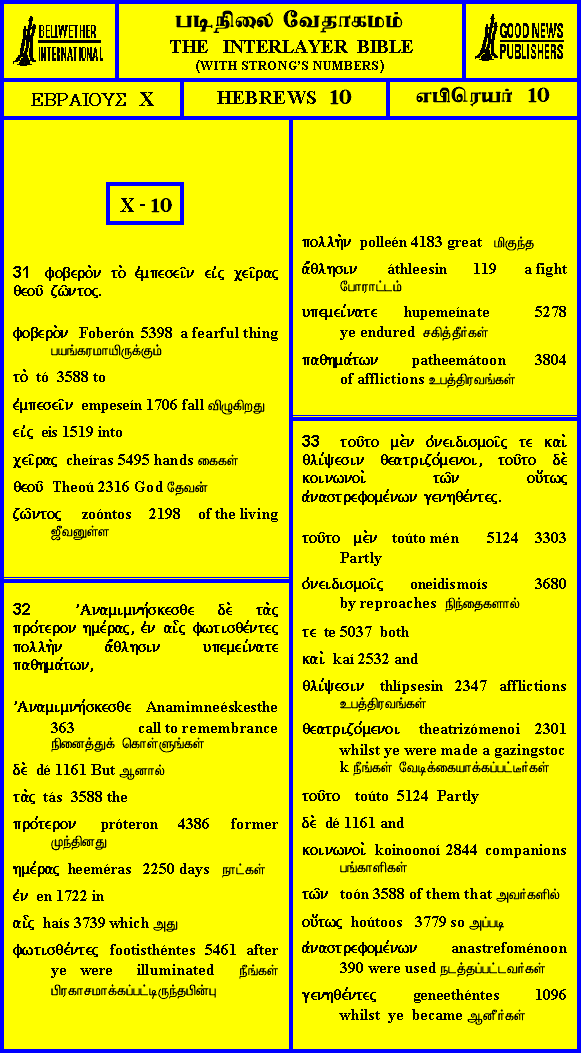 BELLWETHER
INTERNATIONAL
படிநிலை வேதாகமம்
THE INTERLAYER BIBLE
(WITH STRONG'S NUMBERS)
GOOD NEWS
PUBLISHERS
ΕΒΡΑΙΟΥΣ X
HEBREWS 10
எபிரெயர் 10
X - 10
31 φοβερὸν τὸ ἐμπεσεῖν εἰς χεῖρας
θεοῦ ζῶντος.
φοβερὸν Foberón 5398 a fearful thing
பயங்கரமாயிருக்கும்
τὸ tó 3588 to
ἐμπεσεῖν empeseín 1706 fall விழுகிறது
εἰς eis 1519 into
χεῖρας cheíras 5495 hands கைகள்
θεοῦ Theoú 2316 God தேவன்
ζῶντος zoóntos 2198 of the living
ஜீவனுள்ள
32 Ἀναμιμνήσκεσθε δὲ τὰς
πρότερον ημέρας, ἐν αἷς φωτισθέντες
πολλὴν ἄθλησιν υπεμείνατε
παθημάτων,
Ἀναμιμνήσκεσθε Anamimneéskesthe
363 call to remembrance
நினைத்துக் கொள்ளுங்கள்
δὲ dé 1161 But ஆனால்
τὰς tás 3588 the
πρότερον próteron 4386 former
முந்தினது
ημέρας heeméras 2250 days நாட்கள்
ἐν en 1722 in
αἷς haís 3739 which அது
φωτισθέντες footisthéntes 5461 after
ye were illuminated நீங்கள்
பிரகாசமாக்கப்பட்டிருந்தபின்பு
πολλὴν polleén 4183 great மிகுந்த
ἄθλησιν áthleesin 119 a fight
போராட்டம்
υπεμείνατε hupemeínate 5278
ye endured சகித்தீர்கள்
παθημάτων patheemátoon 3804
of afflictions உபத்திரவங்கள்
33 τοῦτο μὲν ὀνειδισμοῖς τε καὶ
θλίψεσιν θεατριζόμενοι, τοῦτο δὲ
κοινωνοὶ τῶν οὕτως
ἀναστρεφομένων γενηθέντες.
τοῦτο μὲν toúto mén 5124 3303
Partly
ὀνειδισμοῖς oneidismoís 3680
by reproaches நிந்தைகளால்
τε te 5037 both
καὶ kaí 2532 and
θλίψεσιν thlípsesin 2347 afflictions
உபத்திரவங்கள்
θεατριζόμενοι theatrizómenoi 2301
whilst ye were made a gazingstoc
k நீங்கள் வேடிக்கையாக்கப்பட்டீர்கள்
τοῦτο toúto 5124 Partly
δὲ dé 1161 and
κοινωνοὶ koinoonoí 2844 companions
பங்காளிகள்
τῶν toón 3588 of them that அவர்களில்
οὕτως hoútoos 3779 so அப்படி
ἀναστρεφομένων anastrefoménoon
390 were used நடத்தப்பட்டவர்கள்
γενηθέντες geneethéntes 1096
whilst ye became ஆனீர்கள்